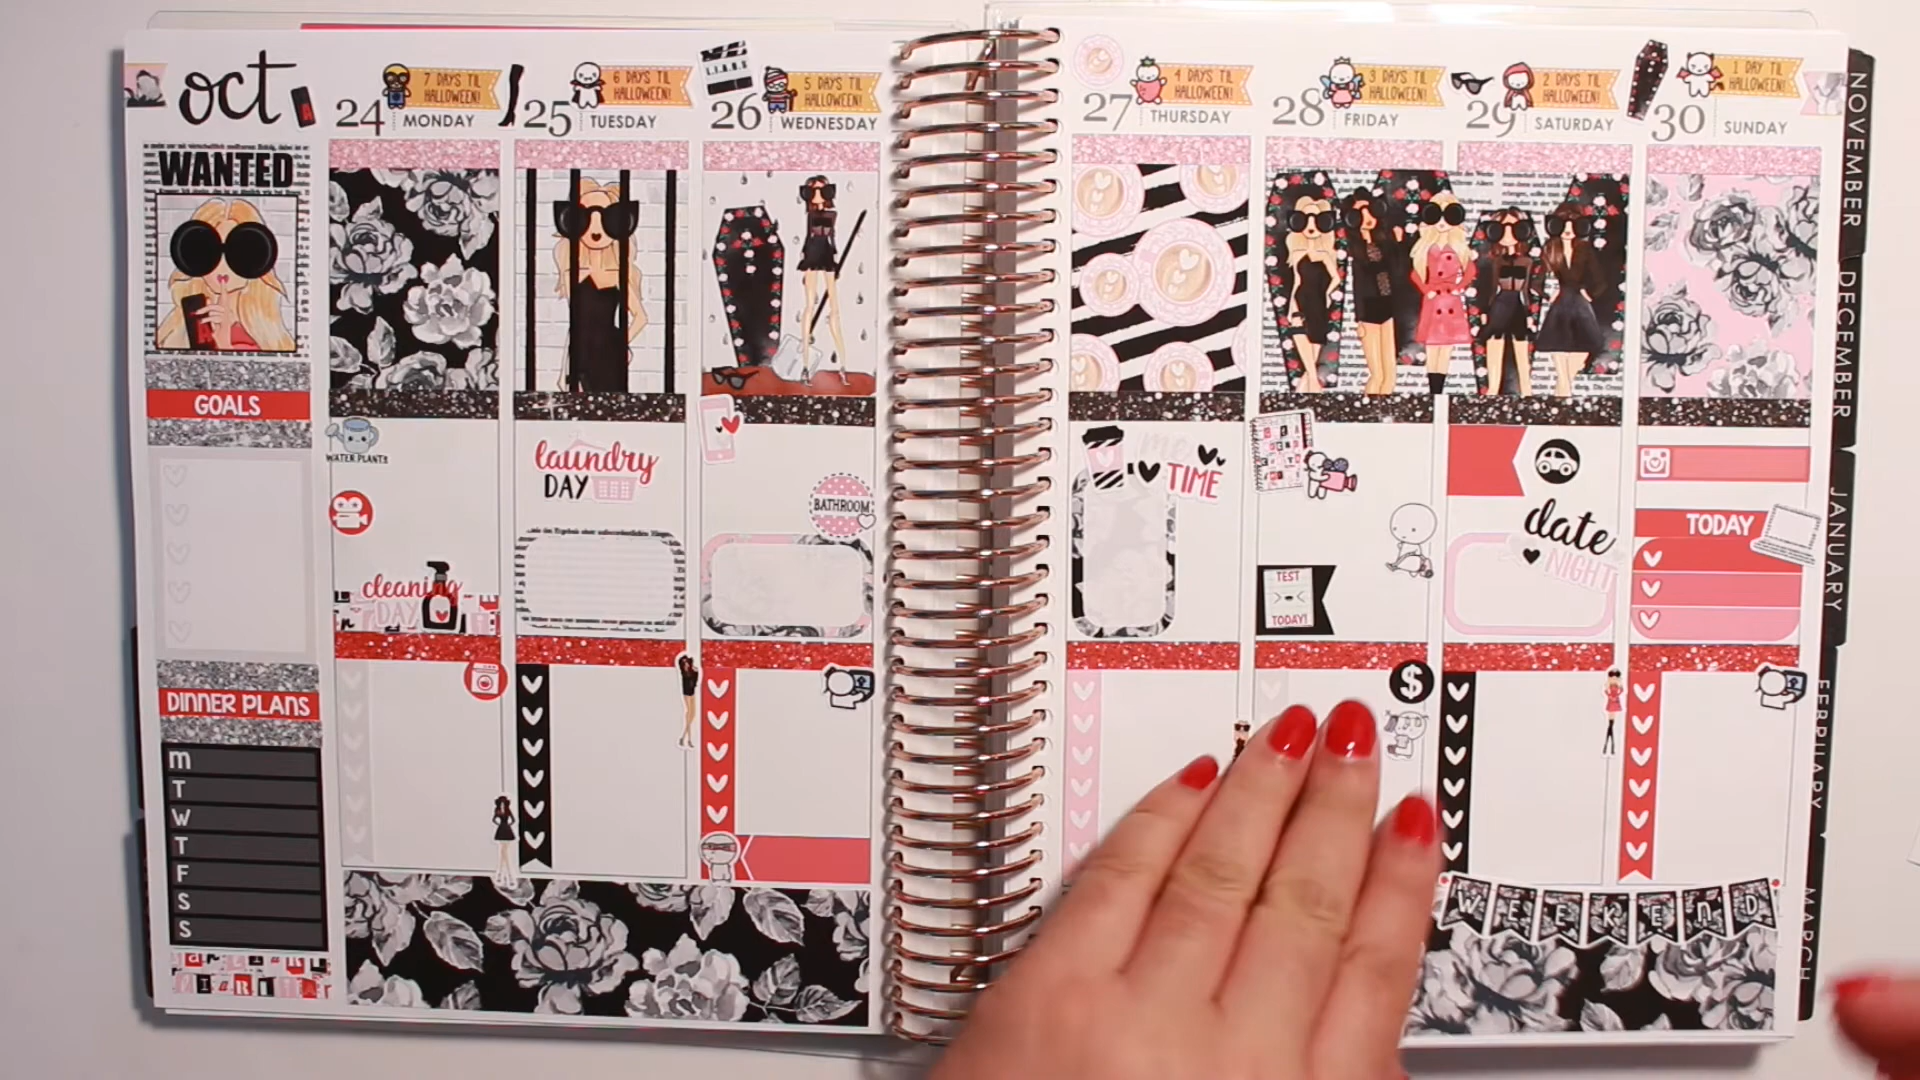 oct
24
MONDAY
7 DAYS TIL
HALLOWEEN!
25
TUESDAY
6 DAYS TIL
HALLOWEEN!
26
WEDNESDAY
5 DAYS TIL
HALLOWEEN!
27
THURSDAY
4 DAYS TIL
HALLOWEEN!
28
FRIDAY
3 DAYS TIL
HALLOWEEN!
29
SATURDAY
2 DAYS TIL
HALLOWEEN!
30
SUNDAY
1 DAY TIL
HALLOWEEN!
WANTED
GOALS
DINNER PLANS
m
T
W
T
F
S
S
WATER PLANTS
cleaning
DAY
laundry
DAY
BATHROOM
me
TIME
TEST
TODAY!
date
NIGHT
TODAY
WEEKEND
NOVEMBER
DECEMBER
JANUARY
FEBRUARY
MARCH